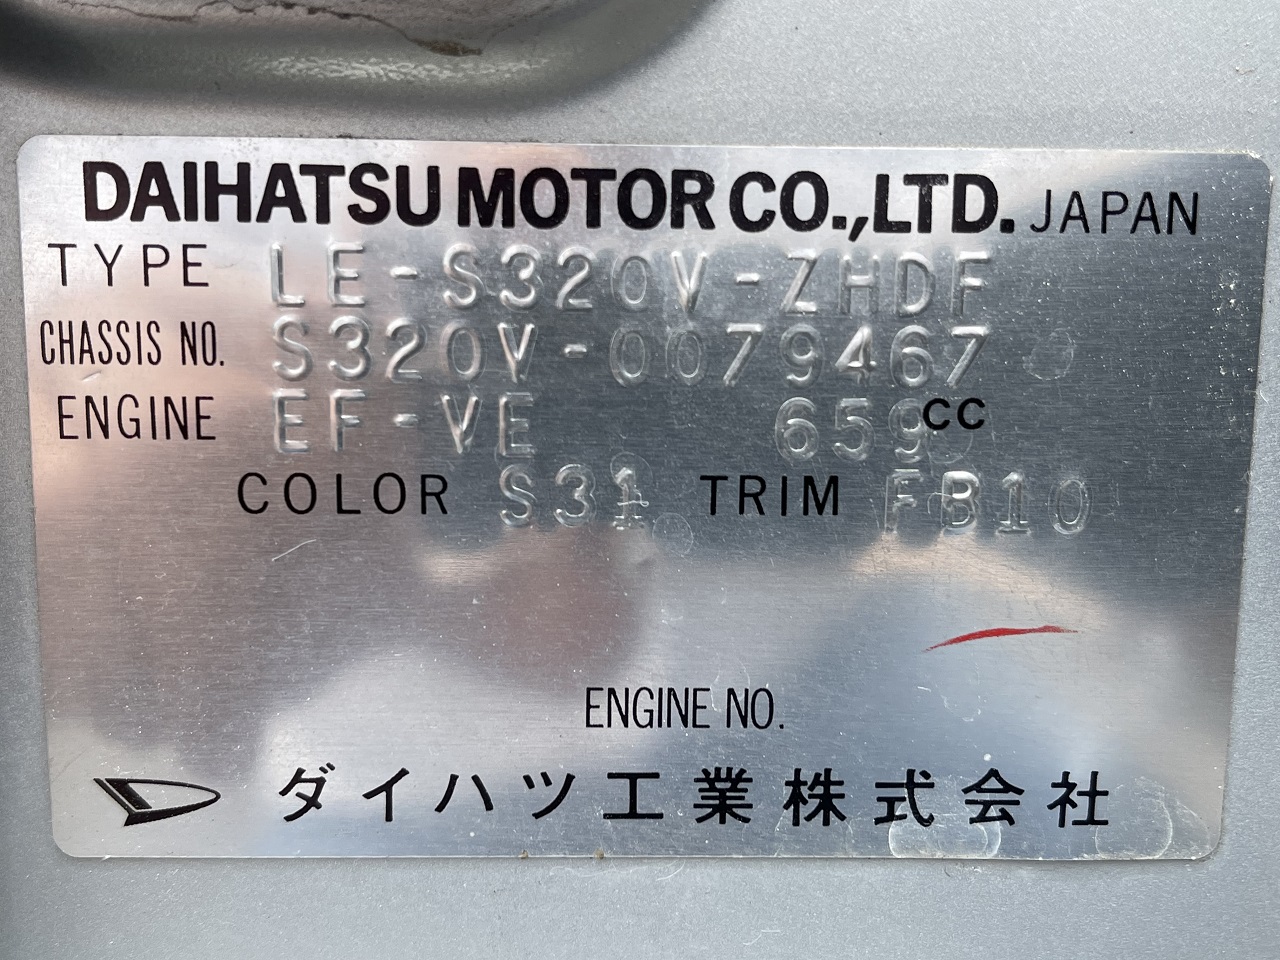 DAIHATSU MOTOR CO.,LTD. JAPAN
TYPE LE-S320V-ZHDF
CHASSIS NO. S320V-0079467
ENGINE EF-VE 659CC
COLOR S31 TRIM FB10
ENGINE NO.
ダイハツ工業株式会社